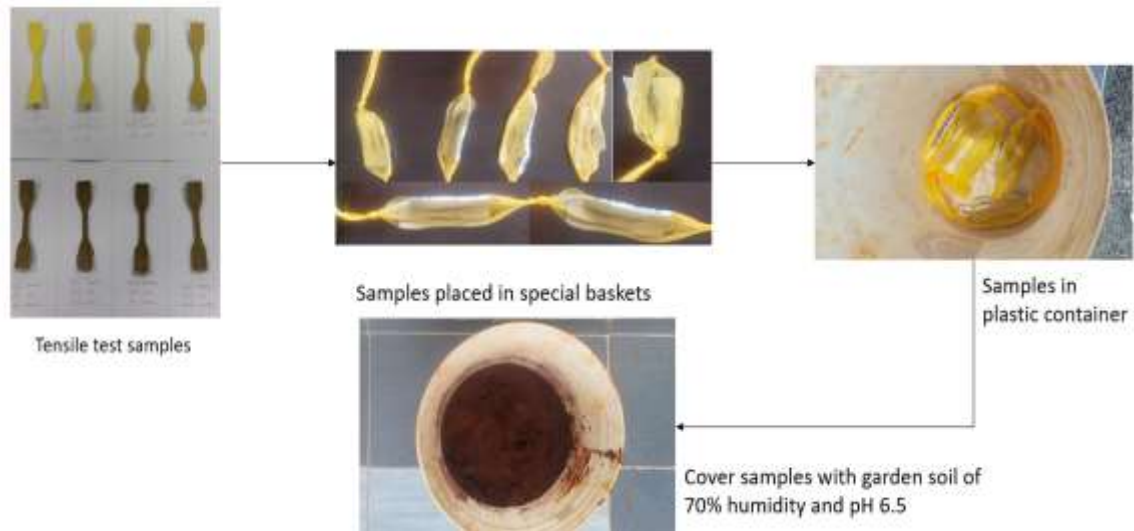 Tensile test samples
Samples placed in special baskets
Samples in
plastic container
Cover samples with garden soil of
70% humidity and pH 6.5